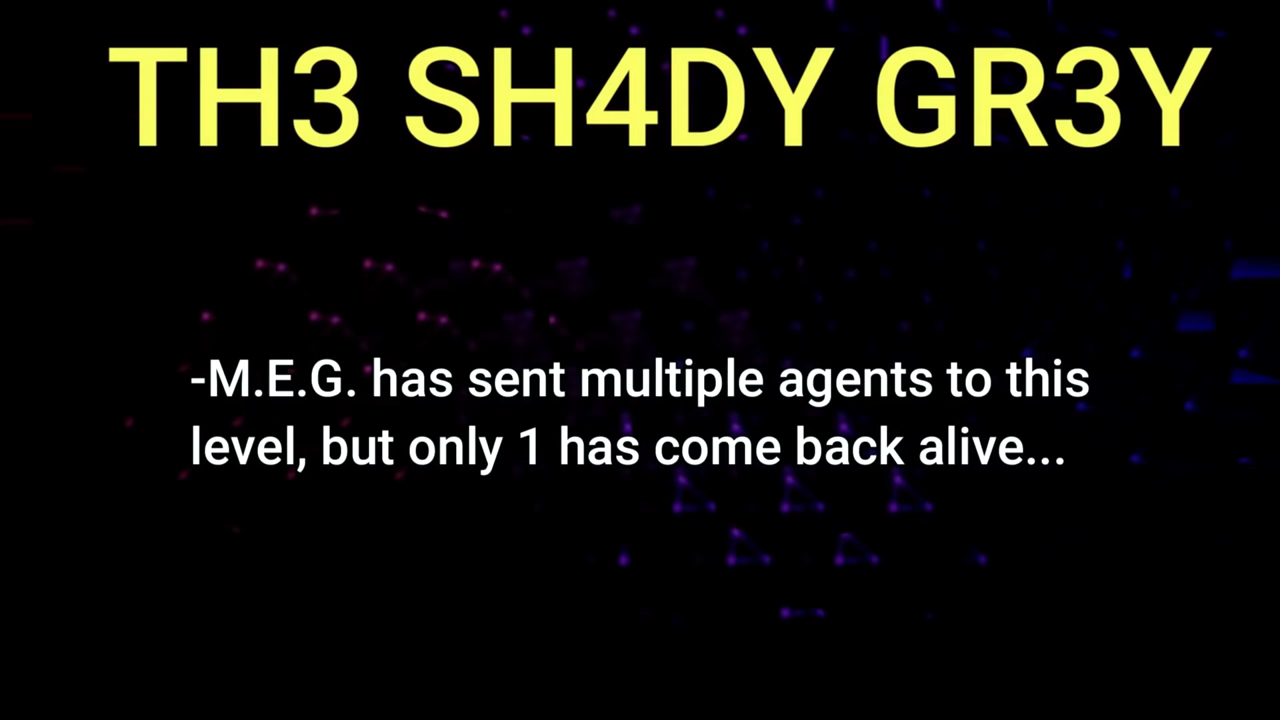 TH3 SH4DY GR3Y
-M.E.G. has sent multiple agents to this
level, but only 1 has come back alive...